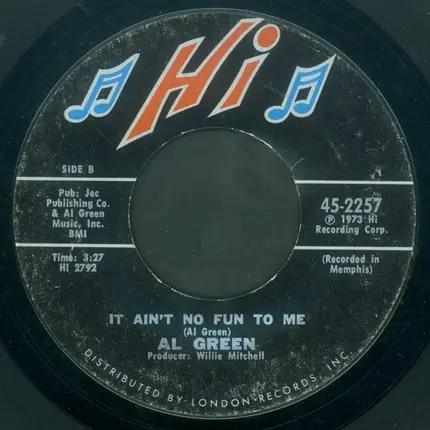 Hi
SIDE B
Pub: Jec
Publishing Co.
& Al Green
Music, Inc.
BMI
Time: 3:27
HI 2792
45-2257
℗ 1973 Hi
Recording Corp.
(Recorded in
Memphis)
IT AIN'T NO FUN TO ME
(Al Green)
AL GREEN
Producer: Willie Mitchell
DISTRIBUTED BY LONDON RECORDS, INC.